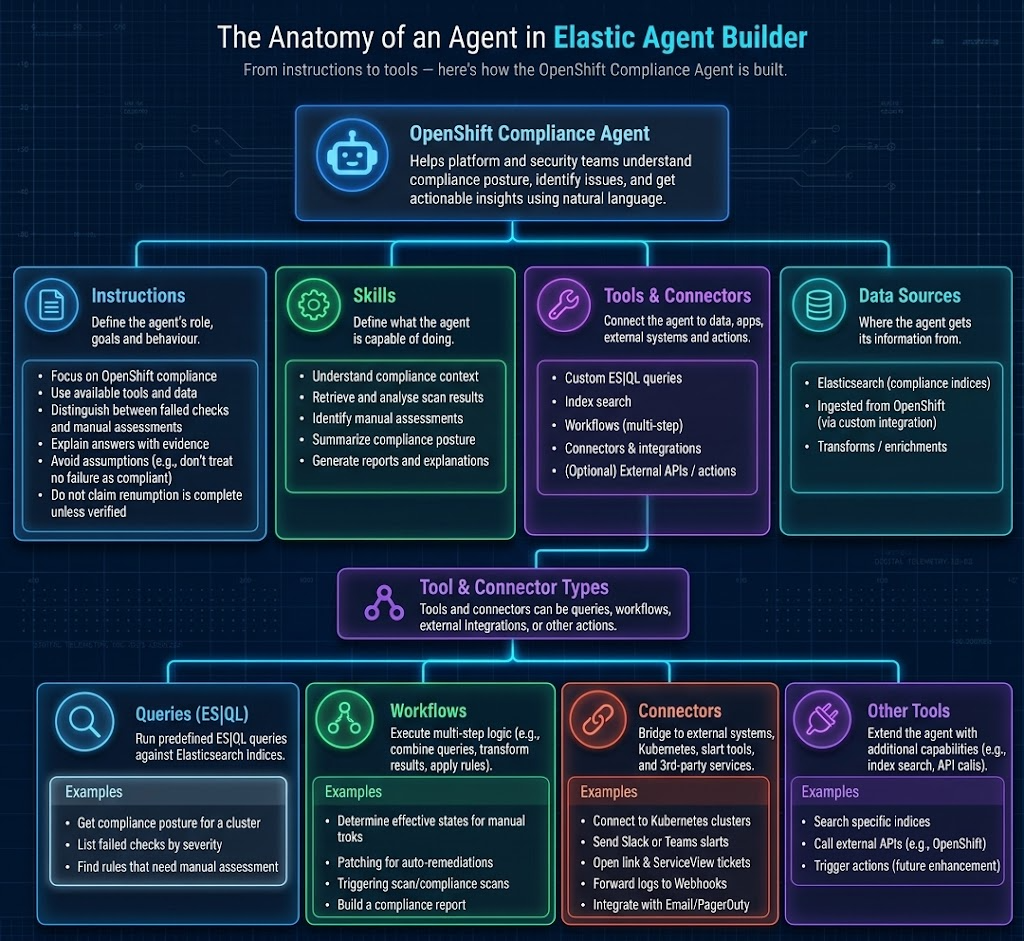 The Anatomy of an Agent in Elastic Agent Builder
From instructions to tools — here's how the OpenShift Compliance Agent is built.
OpenShift Compliance Agent
Helps platform and security teams understand
compliance posture, identify issues, and get
actionable insights using natural language.
Instructions
Define the agent's role,
goals and behaviour.
• Focus on OpenShift compliance
• Use available tools and data
• Distinguish between falled checks
and manual assessments
• Explain answers with evidence
• Avoid assumptions (e.g., don't treat
no failure as compliant)
• Do not claim renumption is complete
unless verified
Skills
Define what the agent
is capable of doing.
• Understand compliance context
• Retrieve and analyse scan results
• Identify manual assessments
• Summarize compliance posture
• Generate reports and explanations
Tools & Connectors
Connect the agent to data, apps,
external systems and actions.
• Custom ES|QL queries
• Index search
• Workflows (multi-step)
• Connectors & integrations
• (Optional) External APIs / actions
Data Sources
Where the agent gets
its information from.
• Elasticsearch (compliance indices)
• Ingested from OpenShift
(via custom integration)
• Transforms / enrichments
Tool & Connector Types
Tools and connectors can be queries, workflows,
external integrations, or other actions.
Queries (ES|QL)
Run predefined ES|QL queries
against Elasticsearch Indices.
Examples
• Get compliance posture for a cluster
• List failed checks by severity
• Find rules that need manual assessment
Workflows
Execute multi-step logic (e.g.,
combine queries, transform
results, apply rules).
Examples
• Determine effective states for manual
troks
• Patching for auto-remediations
• Triggering scan/compliance scans
• Build a compliance report
Connectors
Bridge to external systems,
Kubernetes, slart tools,
and 3rd-party services.
Examples
• Connect to Kubernetes clusters
• Send Slack or Teams slarts
• Open link & ServiceView tickets
• Forward logs to Webhooks
• Integrate with Email/PagerOuty
Other Tools
Extend the agent with
additional capabilities (e.g.,
index search, API calis).
Examples
• Search specific indices
• Call external APIs (e.g., OpenShift)
• Trigger actions (future enhancement)